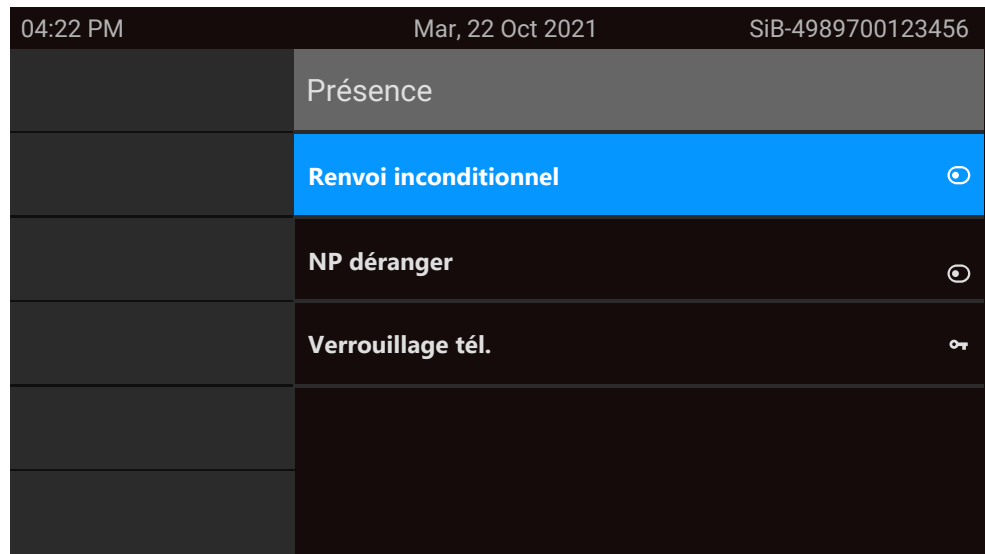 04:22 PM Mar, 22 Oct 2021 SiB-4989700123456
Présence
Renvoi inconditionnel
NP déranger
Verrouillage tél.